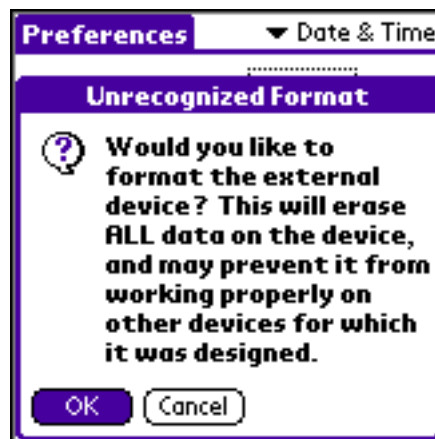 Preferences
Date & Time
Unrecognized Format
?
Would you like to
format the external
device? This will erase
ALL data on the device,
and may prevent it from
working properly on
other devices for which
it was designed.
OK
Cancel